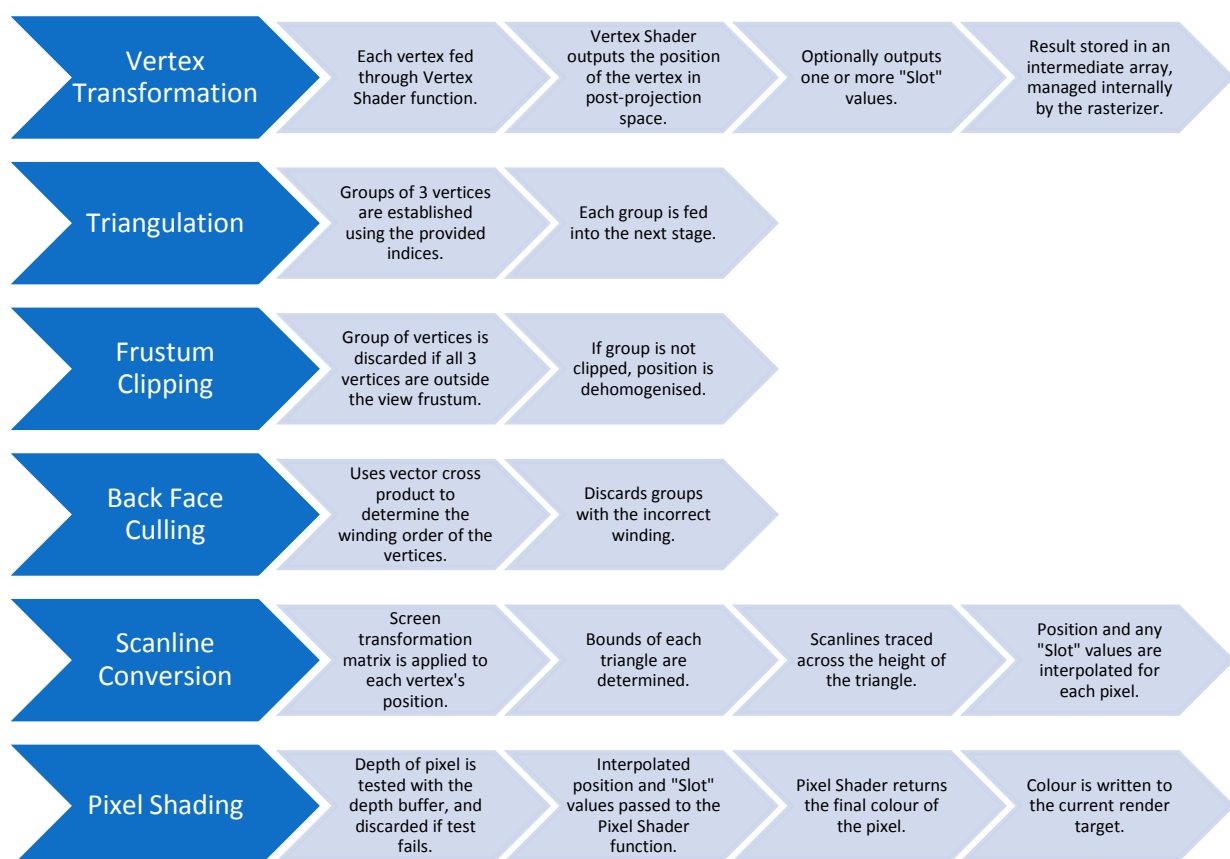 Vertex
Transformation
Each vertex fed
through Vertex
Shader function.
Vertex Shader
outputs the position
of the vertex in
post-projection
space.
Optionally outputs
one or more "Slot"
values.
Result stored in an
intermediate array,
managed internally
by the rasterizer.
Triangulation
Groups of 3 vertices
are established
using the provided
indices.
Each group is fed
into the next stage.
Frustum
Clipping
Group of vertices is
discarded if all 3
vertices are outside
the view frustum.
If group is not
clipped, position is
dehomogenised.
Back Face
Culling
Uses vector cross
product to
determine the
winding order of the
vertices.
Discards groups
with the incorrect
winding.
Scanline
Conversion
Screen
transformation
matrix is applied to
each vertex's
position.
Bounds of each
triangle are
determined.
Scanlines traced
across the height of
the triangle.
Position and any
"Slot" values are
interpolated for
each pixel.
Pixel Shading
Depth of pixel is
tested with the
depth buffer, and
discarded if test
fails.
Interpolated
position and "Slot"
values passed to the
Pixel Shader
function.
Pixel Shader returns
the final colour of
the pixel.
Colour is written to
the current render
target.